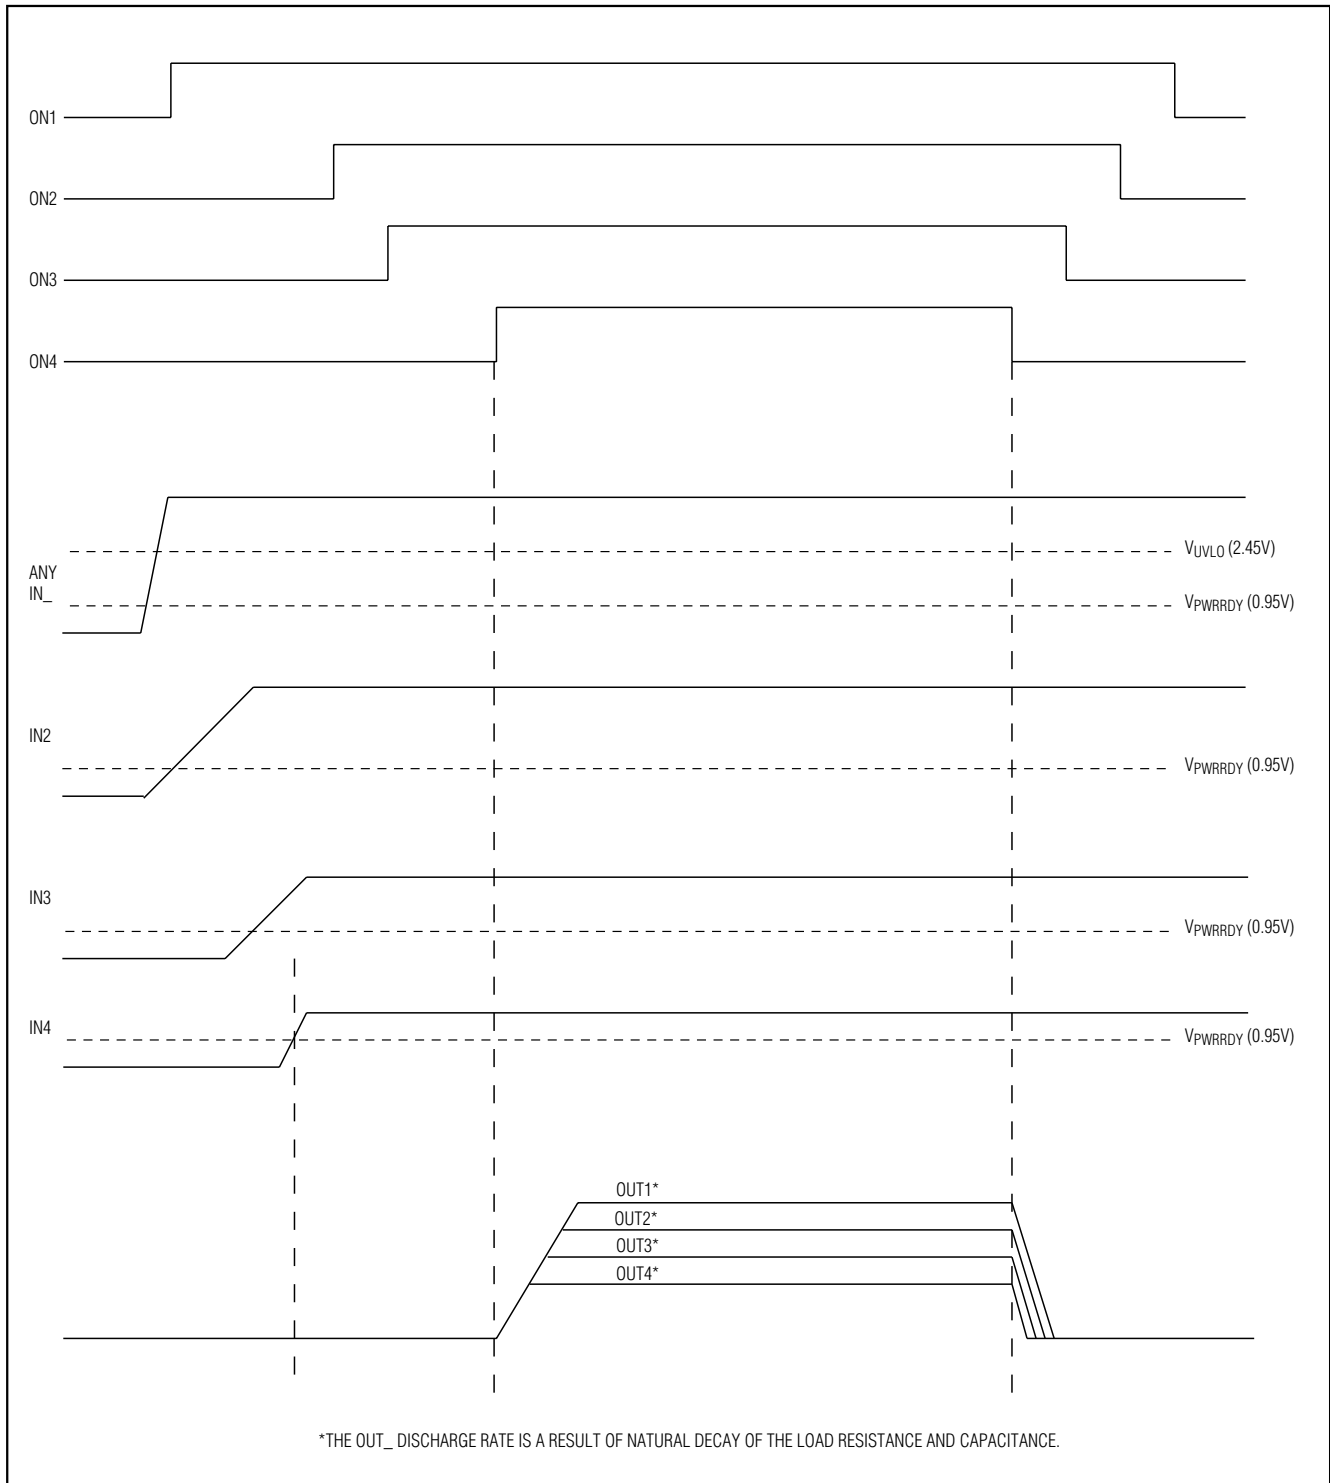 ON1
ON2
ON3
ON4
VUVLO (2.45V)
ANY
IN_
VPWRRDY (0.95V)
IN2
VPWRRDY (0.95V)
IN3
VPWRRDY (0.95V)
IN4
VPWRRDY (0.95V)
OUT1*
OUT2*
OUT3*
OUT4*
*THE OUT_ DISCHARGE RATE IS A RESULT OF NATURAL DECAY OF THE LOAD RESISTANCE AND CAPACITANCE.